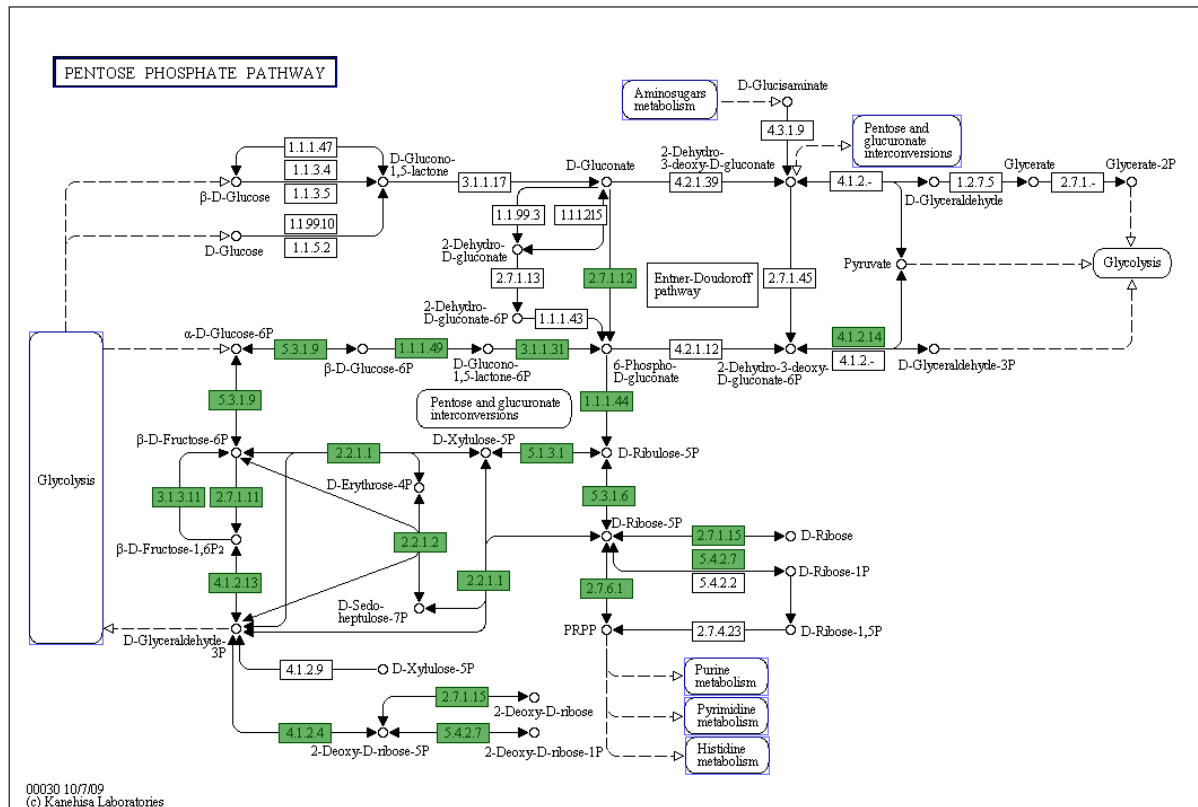 PENTOSE PHOSPHATE PATHWAY
D-Glucisaminate
Aminosugars
metabolism
4.3.1.9
Pentose and
glucuronate
interconversions
1.1.1.47
1.1.3.4
1.1.3.5
β-D-Glucose
D-Glucono-
1,5-lactone
3.1.1.17
D-Gluconate
4.2.1.39
2-Dehydro-
3-deoxy-D-gluconate
4.1.2.-
D-Glyceraldehyde
1.2.7.5
Glycerate
2.7.1.-
Glycerate-2P
1.1.99.10
1.1.5.2
D-Glucose
1.1.99.3
1.1.1.215
2-Dehydro-
D-gluconate
2.7.1.13
2.7.1.12
Entner-Doudoroff
pathway
2.7.1.45
Pyruvate
Glycolysis
2-Dehydro-
D-gluconate-6P
1.1.1.43
α-D-Glucose-6P
5.3.1.9
β-D-Glucose-6P
1.1.1.49
D-Glucono-
1,5-lactone-6P
3.1.1.31
6-Phospho-
D-gluconate
4.2.1.12
2-Dehydro-3-deoxy-
D-gluconate-6P
4.1.2.14
4.1.2.-
D-Glyceraldehyde-3P
5.3.1.9
Pentose and glucuronate
interconversions
1.1.1.44
β-D-Fructose-6P
2.2.1.1
D-Xylulose-5P
5.1.3.1
D-Ribulose-5P
Glycolysis
3.1.3.11
2.7.1.11
D-Erythrose-4P
5.3.1.6
β-D-Fructose-1,6P2
2.2.1.2
D-Ribose-5P
2.7.1.15
D-Ribose
4.1.2.13
2.2.1.1
2.7.6.1
5.4.2.7
5.4.2.2
D-Ribose-1P
D-Sedo-
heptulose-7P
D-Glyceraldehyde-
3P
PRPP
2.7.4.23
D-Ribose-1,5P
4.1.2.9
D-Xylulose-5P
Purine
metabolism
2.7.1.15
2-Deoxy-D-ribose
Pyrimidine
metabolism
4.1.2.4
2-Deoxy-D-ribose-5P
5.4.2.7
2-Deoxy-D-ribose-1P
Histidine
metabolism
00030 10/7/09
(c) Kanehisa Laboratories